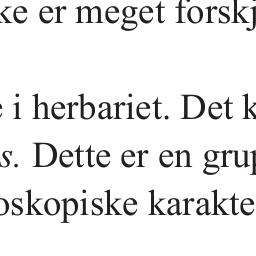 ke er meget forskj
e i herbariet. Det k
s. Dette er en grup
oskopiske karakte